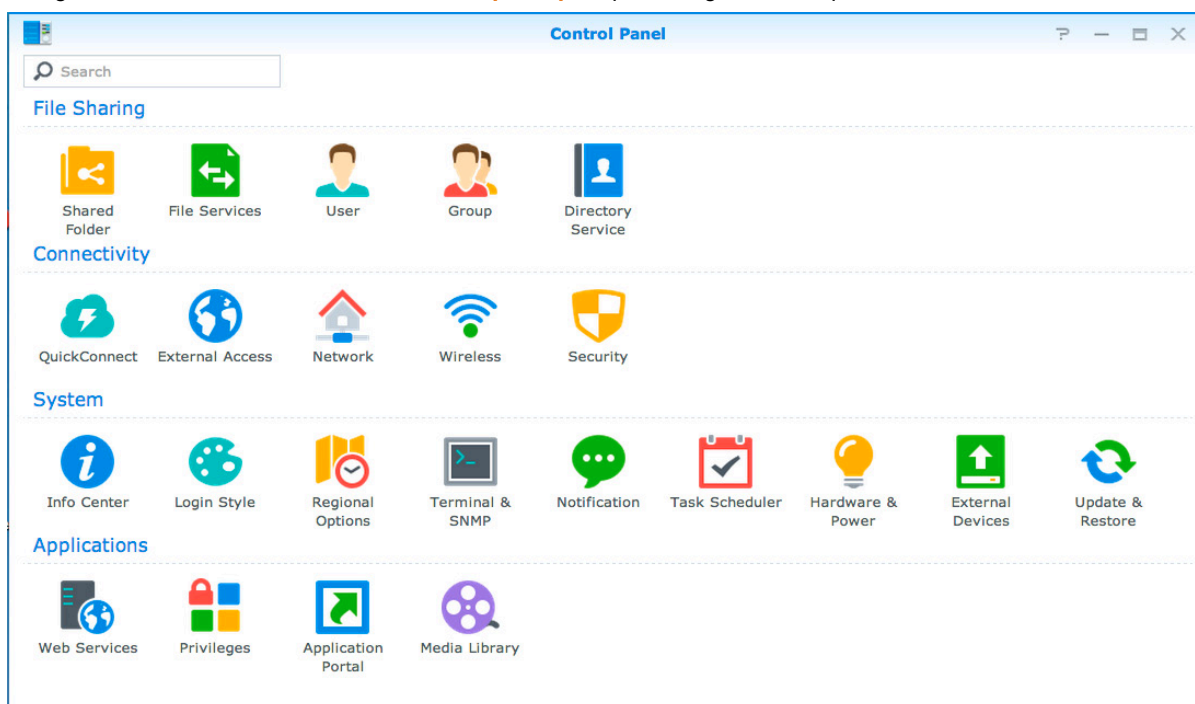 Control Panel
Search
File Sharing
Shared Folder
File Services
User
Group
Directory Service
Connectivity
QuickConnect
External Access
Network
Wireless
Security
System
Info Center
Login Style
Regional Options
Terminal & SNMP
Notification
Task Scheduler
Hardware & Power
External Devices
Update & Restore
Applications
Web Services
Privileges
Application Portal
Media Library